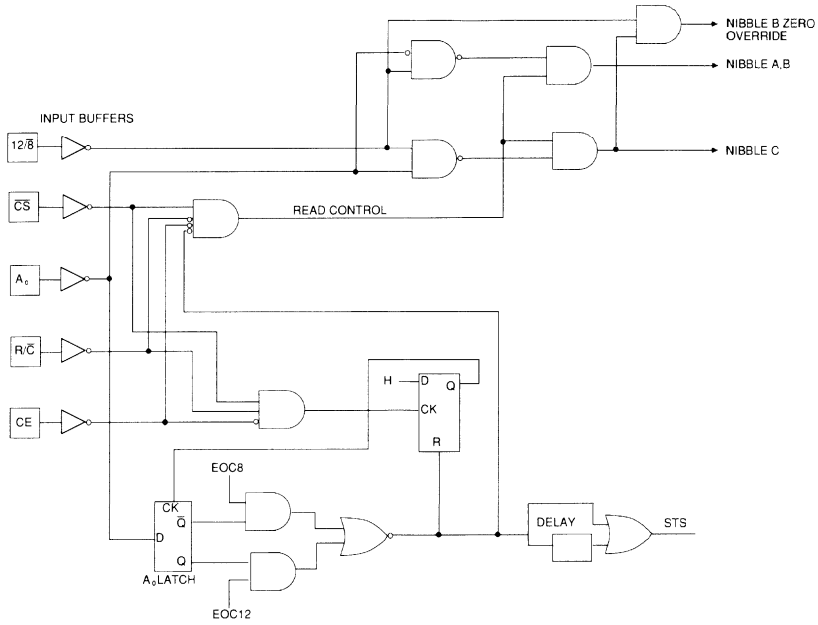 NIBBLE B ZERO
OVERRIDE
NIBBLE A,B
INPUT BUFFERS
12/8̅
NIBBLE C
C̅S̅
READ CONTROL
A₀
R/C̅
H
D
Q
CK
CE
R
EOC8
CK
Q̅
D
Q
DELAY
STS
A₀LATCH
EOC12